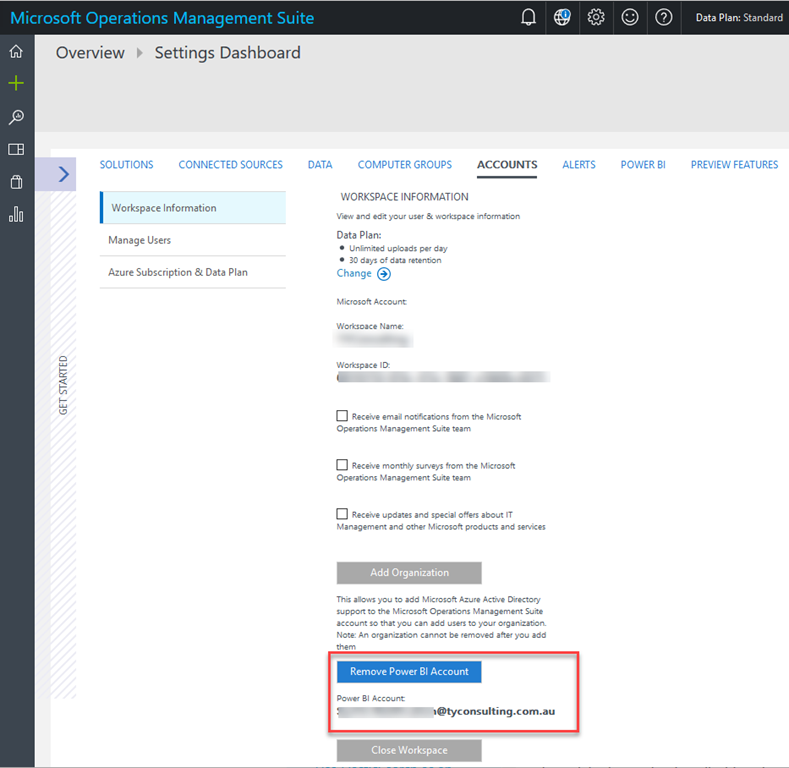 Microsoft Operations Management Suite
Data Plan: Standard
Overview Settings Dashboard
SOLUTIONS CONNECTED SOURCES DATA COMPUTER GROUPS ACCOUNTS ALERTS POWER BI PREVIEW FEATURES
GET STARTED
Workspace Information
Manage Users
Azure Subscription & Data Plan
WORKSPACE INFORMATION
View and edit your user & workspace information
Data Plan:
Unlimited uploads per day
30 days of data retention
Change
Microsoft Account:
Workspace Name:
Workspace ID:
Receive email notifications from the Microsoft
Operations Management Suite team
Receive monthly surveys from the Microsoft
Operations Management Suite team
Receive updates and special offers about IT
Management and other Microsoft products and services
Add Organization
This allows you to add Microsoft Azure Active Directory
support to the Microsoft Operations Management Suite
account so that you can add users to your organization.
Note: An organization cannot be removed after you add
them
Remove Power BI Account
Power BI Account:
@tyconsulting.com.au
Close Workspace